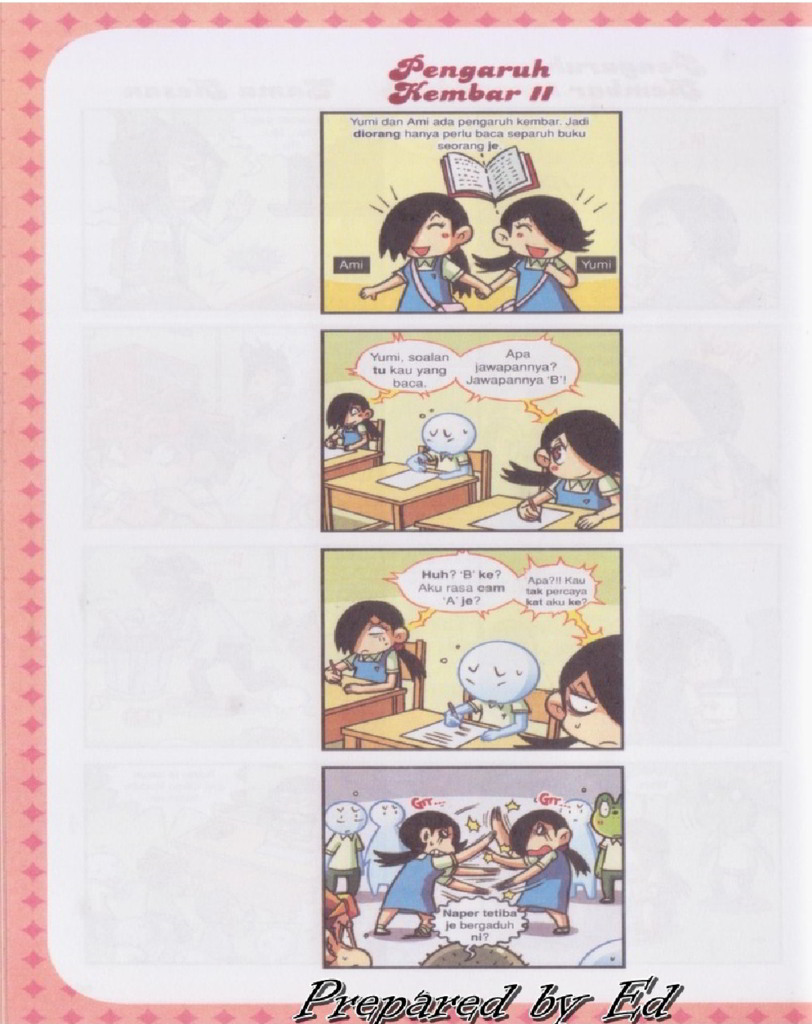 Pengaruh
Kembar II
Yumi dan Ami ada pengaruh kembar. Jadi
diorang hanya perlu baca separuh buku
seorang je.
Ami
Yumi
Yumi, soalan
tu kau yang
baca.
Apa
jawapannya?
Jawapannya 'B'!
Huh? 'B' ke?
Aku rasa cam
'A' je?
Apa?!! Kau
tak percaya
kat aku ke?
Grr...
Grr...
Naper tetiba
je bergaduh
ni?
Prepared by Ed